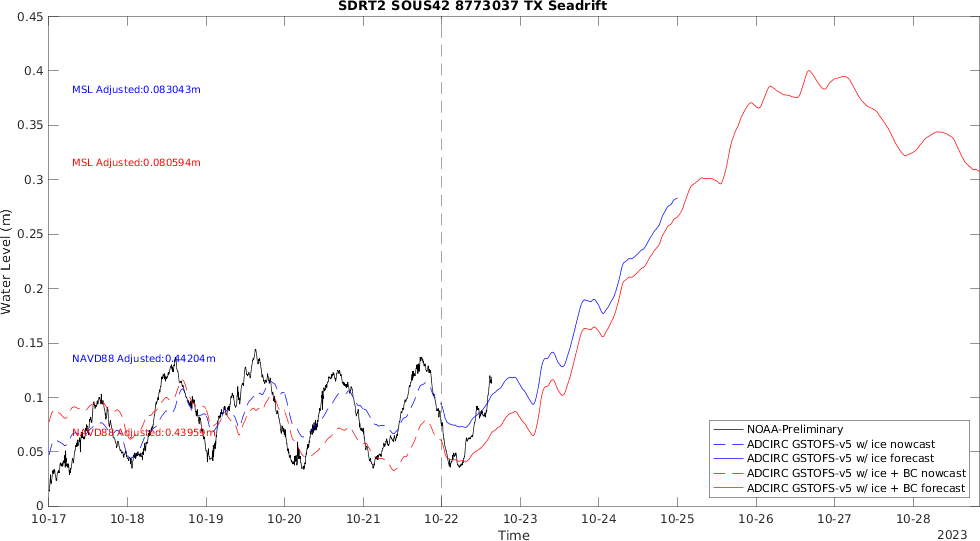 SDRT2 SOUS42 8773037 TX Seadrift
0.45
0.4
0.35
0.3
0.25
0.2
0.15
0.1
0.05
0
Water Level (m)
MSL Adjusted:0.083043m
MSL Adjusted:0.080594m
NAVD88 Adjusted:0.44204m
NAVD88 Adjusted:0.43959m
NOAA-Preliminary
ADCIRC GSTOFS-v5 w/ ice nowcast
ADCIRC GSTOFS-v5 w/ ice forecast
ADCIRC GSTOFS-v5 w/ ice + BC nowcast
ADCIRC GSTOFS-v5 w/ ice + BC forecast
10-17 10-18 10-19 10-20 10-21 10-22 10-23 10-24 10-25 10-26 10-27 10-28
Time
2023